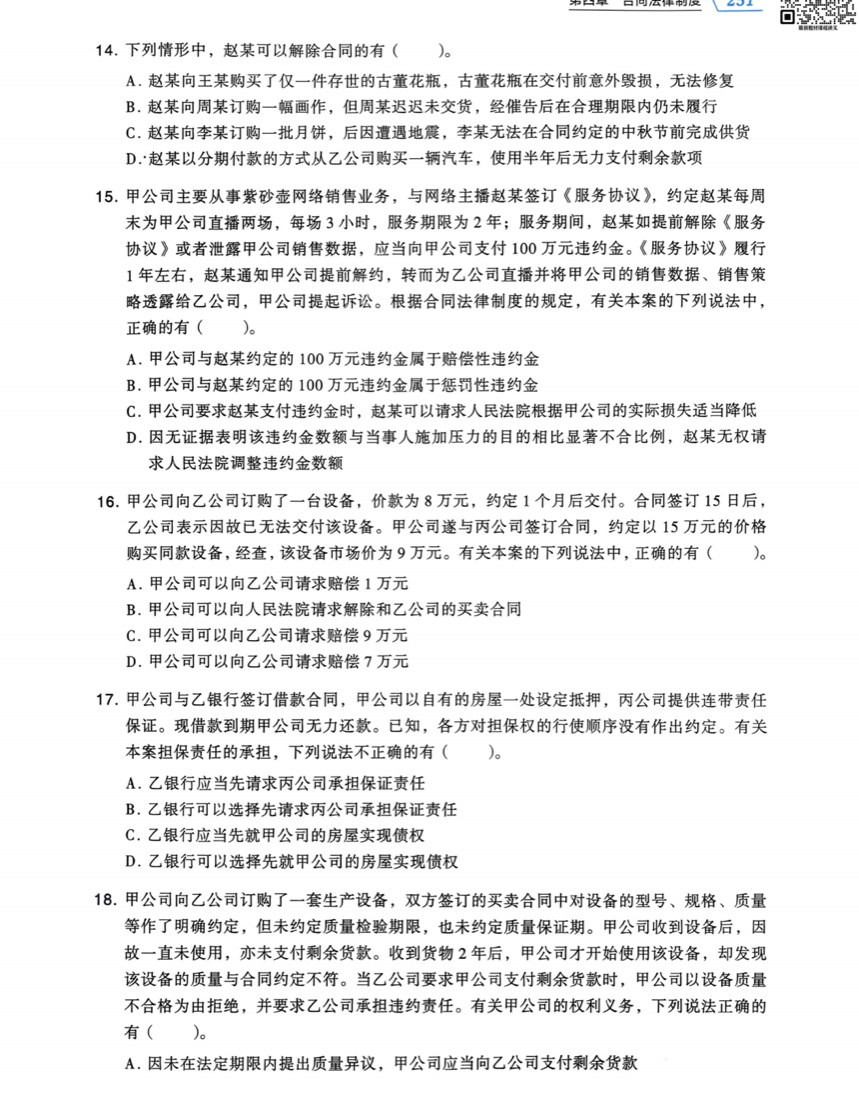 第四章 合同法律制度 251
14. 下列情形中，赵某可以解除合同的有（　　）。
A. 赵某向王某购买了仅一件存世的古董花瓶，古董花瓶在交付前意外毁损，无法修复
B. 赵某向周某订购一幅画作，但周某迟迟未交货，经催告后在合理期限内仍未履行
C. 赵某向李某订购一批月饼，后因遭遇地震，李某无法在合同约定的中秋节前完成供货
D. 赵某以分期付款的方式从乙公司购买一辆汽车，使用半年后无力支付剩余款项
15. 甲公司主要从事紫砂壶网络销售业务，与网络主播赵某签订《服务协议》，约定赵某每周
末为甲公司直播两场，每场 3 小时，服务期限为 2 年；服务期间，赵某如提前解除《服务
协议》或者泄露甲公司销售数据，应当向甲公司支付 100 万元违约金。《服务协议》履行
1 年左右，赵某通知甲公司提前解约，转而为乙公司直播并将甲公司的销售数据、销售策
略透露给乙公司，甲公司提起诉讼。根据合同法律制度的规定，有关本案的下列说法中，
正确的有（　　）。
A. 甲公司与赵某约定的 100 万元违约金属于赔偿性违约金
B. 甲公司与赵某约定的 100 万元违约金属于惩罚性违约金
C. 甲公司要求赵某支付违约金时，赵某可以请求人民法院根据甲公司的实际损失适当降低
D. 因无证据表明该违约金数额与当事人施加压力的目的相比显著不合比例，赵某无权请
求人民法院调整违约金数额
16. 甲公司向乙公司订购了一台设备，价款为 8 万元，约定 1 个月后交付。合同签订 15 日后，
乙公司表示因故已无法交付该设备。甲公司遂与丙公司签订合同，约定以 15 万元的价格
购买同款设备，经查，该设备市场价为 9 万元。有关本案的下列说法中，正确的有（　　）。
A. 甲公司可以向乙公司请求赔偿 1 万元
B. 甲公司可以向人民法院请求解除和乙公司的买卖合同
C. 甲公司可以向乙公司请求赔偿 9 万元
D. 甲公司可以向乙公司请求赔偿 7 万元
17. 甲公司与乙银行签订借款合同，甲公司以自有的房屋一处设定抵押，丙公司提供连带责任
保证。现借款到期甲公司无力还款。已知，各方对担保权的行使顺序没有作出约定。有关
本案担保责任的承担，下列说法不正确的有（　　）。
A. 乙银行应当先请求丙公司承担保证责任
B. 乙银行可以选择先请求丙公司承担保证责任
C. 乙银行应当先就甲公司的房屋实现债权
D. 乙银行可以选择先就甲公司的房屋实现债权
18. 甲公司向乙公司订购了一套生产设备，双方签订的买卖合同中对设备的型号、规格、质量
等作了明确约定，但未约定质量检验期限，也未约定质量保证期。甲公司收到设备后，因
故一直未使用，亦未支付剩余货款。收到货物 2 年后，甲公司才开始使用该设备，却发现
该设备的质量与合同约定不符。当乙公司要求甲公司支付剩余货款时，甲公司以设备质量
不合格为由拒绝，并要求乙公司承担违约责任。有关甲公司的权利义务，下列说法正确的
有（　　）。
A. 因未在法定期限内提出质量异议，甲公司应当向乙公司支付剩余货款